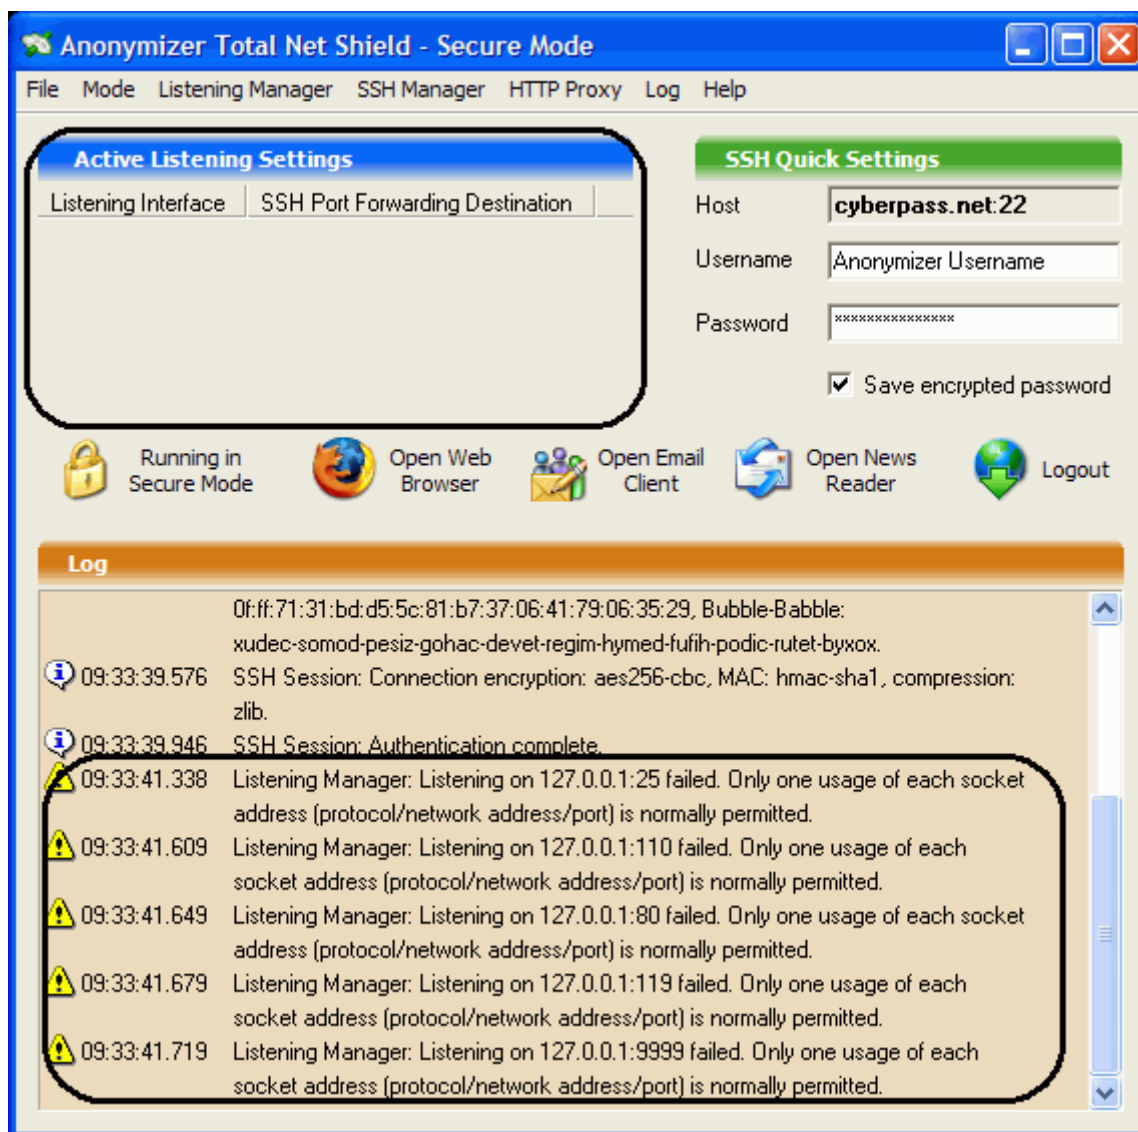 Anonymizer Total Net Shield - Secure Mode
File Mode Listening Manager SSH Manager HTTP Proxy Log Help
Active Listening Settings
Listening Interface SSH Port Forwarding Destination
SSH Quick Settings
Host cyberpass.net:22
Username Anonymizer Username
Password ***************
Save encrypted password
Running in
Secure Mode
Open Web
Browser
Open Email
Client
Open News
Reader
Logout
Log
0f:ff:71:31:bd:d5:5c:81:b7:37:06:41:79:06:35:29, Bubble-Babble:
xudec-somod-pesiz-gohac-devet-regim-hymed-fufih-podic-rutet-byxox.
09:33:39.576 SSH Session: Connection encryption: aes256-cbc, MAC: hmac-sha1, compression:
zlib.
09:33:39.946 SSH Session: Authentication complete.
09:33:41.338 Listening Manager: Listening on 127.0.0.1:25 failed. Only one usage of each socket
address (protocol/network address/port) is normally permitted.
09:33:41.609 Listening Manager: Listening on 127.0.0.1:110 failed. Only one usage of each
socket address (protocol/network address/port) is normally permitted.
09:33:41.649 Listening Manager: Listening on 127.0.0.1:80 failed. Only one usage of each socket
address (protocol/network address/port) is normally permitted.
09:33:41.679 Listening Manager: Listening on 127.0.0.1:119 failed. Only one usage of each
socket address (protocol/network address/port) is normally permitted.
09:33:41.719 Listening Manager: Listening on 127.0.0.1:9999 failed. Only one usage of each
socket address (protocol/network address/port) is normally permitted.